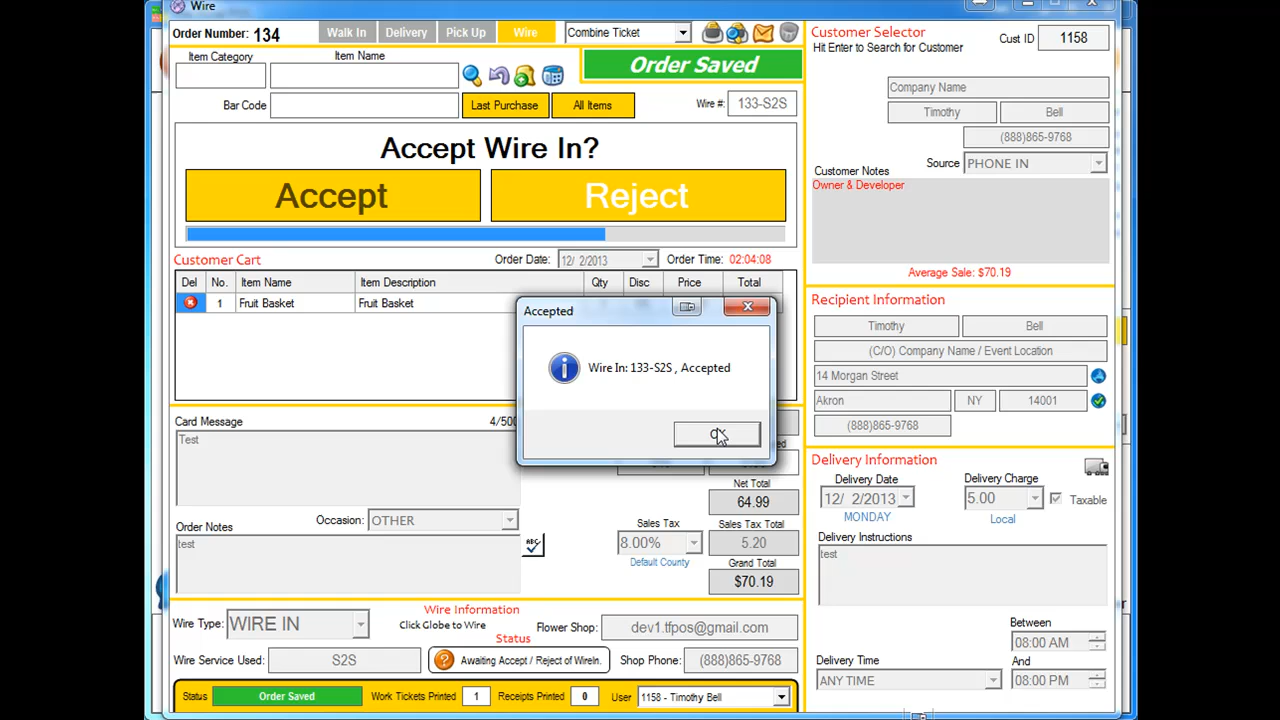 Wire
Order Number: 134
Walk In
Delivery
Pick Up
Wire
Combine Ticket
Item Category
Item Name
Order Saved
Bar Code
Last Purchase
All Items
Wire #: 133-S2S
Accept Wire In?
Accept
Reject
Customer Cart
Order Date: 12/ 2/2013
Order Time: 02:04:08
Del No. Item Name Item Description Qty Disc Price Total
1 Fruit Basket Fruit Basket
Accepted
Wire In: 133-S2S , Accepted
Card Message
4/500
Test
Net Total
64.99
Order Notes
Occasion: OTHER
test
ABC
Sales Tax
Sales Tax Total
8.00%
5.20
Default County
Grand Total
$70.19
Wire Information
Wire Type: WIRE IN
Click Globe to Wire
Flower Shop: dev1.tfpos@gmail.com
Status
Wire Service Used: S2S
Awaiting Accept / Reject of WireIn.
Shop Phone: (888)865-9768
Status
Order Saved
Work Tickets Printed 1
Receipts Printed 0
User 1158 - Timothy Bell
Customer Selector
Hit Enter to Search for Customer
Cust ID 1158
Company Name
Timothy
Bell
(888)865-9768
Source PHONE IN
Customer Notes
Owner & Developer
Average Sale: $70.19
Recipient Information
Timothy
Bell
(C/O) Company Name / Event Location
14 Morgan Street
Akron
NY
14001
(888)865-9768
Delivery Information
Delivery Date
Delivery Charge
12/ 2/2013
5.00
Taxable
MONDAY
Local
Delivery Instructions
test
Between
08:00 AM
Delivery Time
And
ANY TIME
08:00 PM